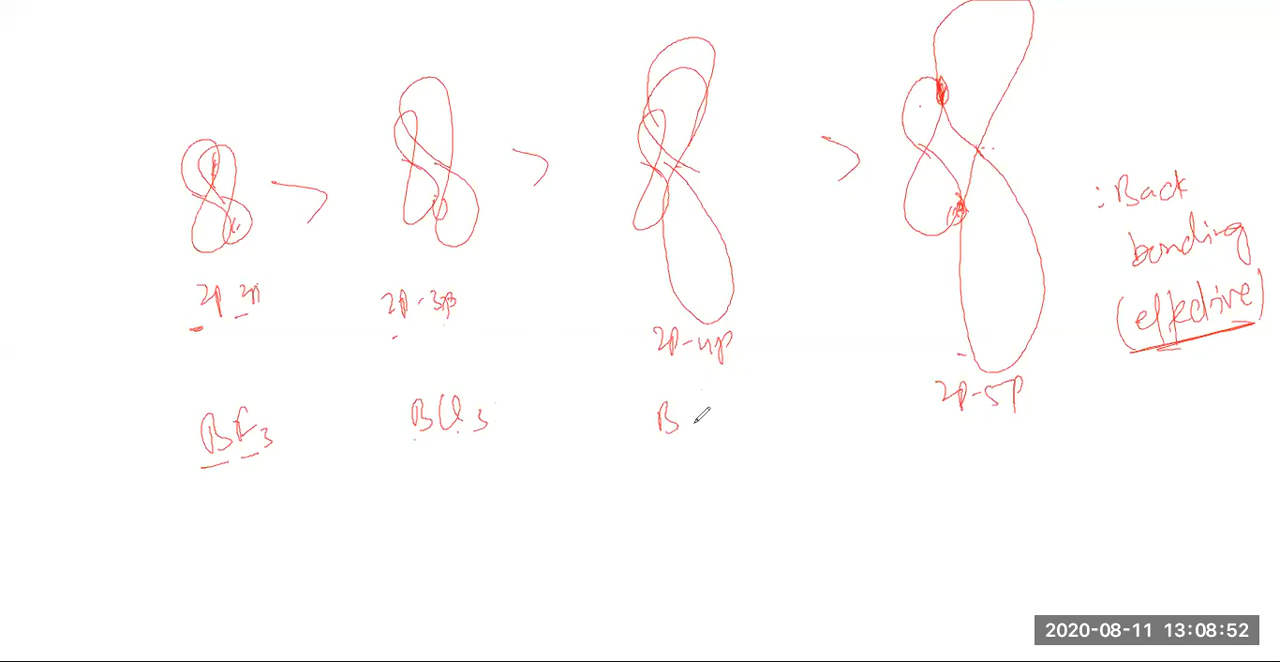 > > >
2p 2p 2p-3p 2p-4p 2p-5p
: Back
bonding
(effective)
BF3 BCl3 B
2020-08-11 13:08:52